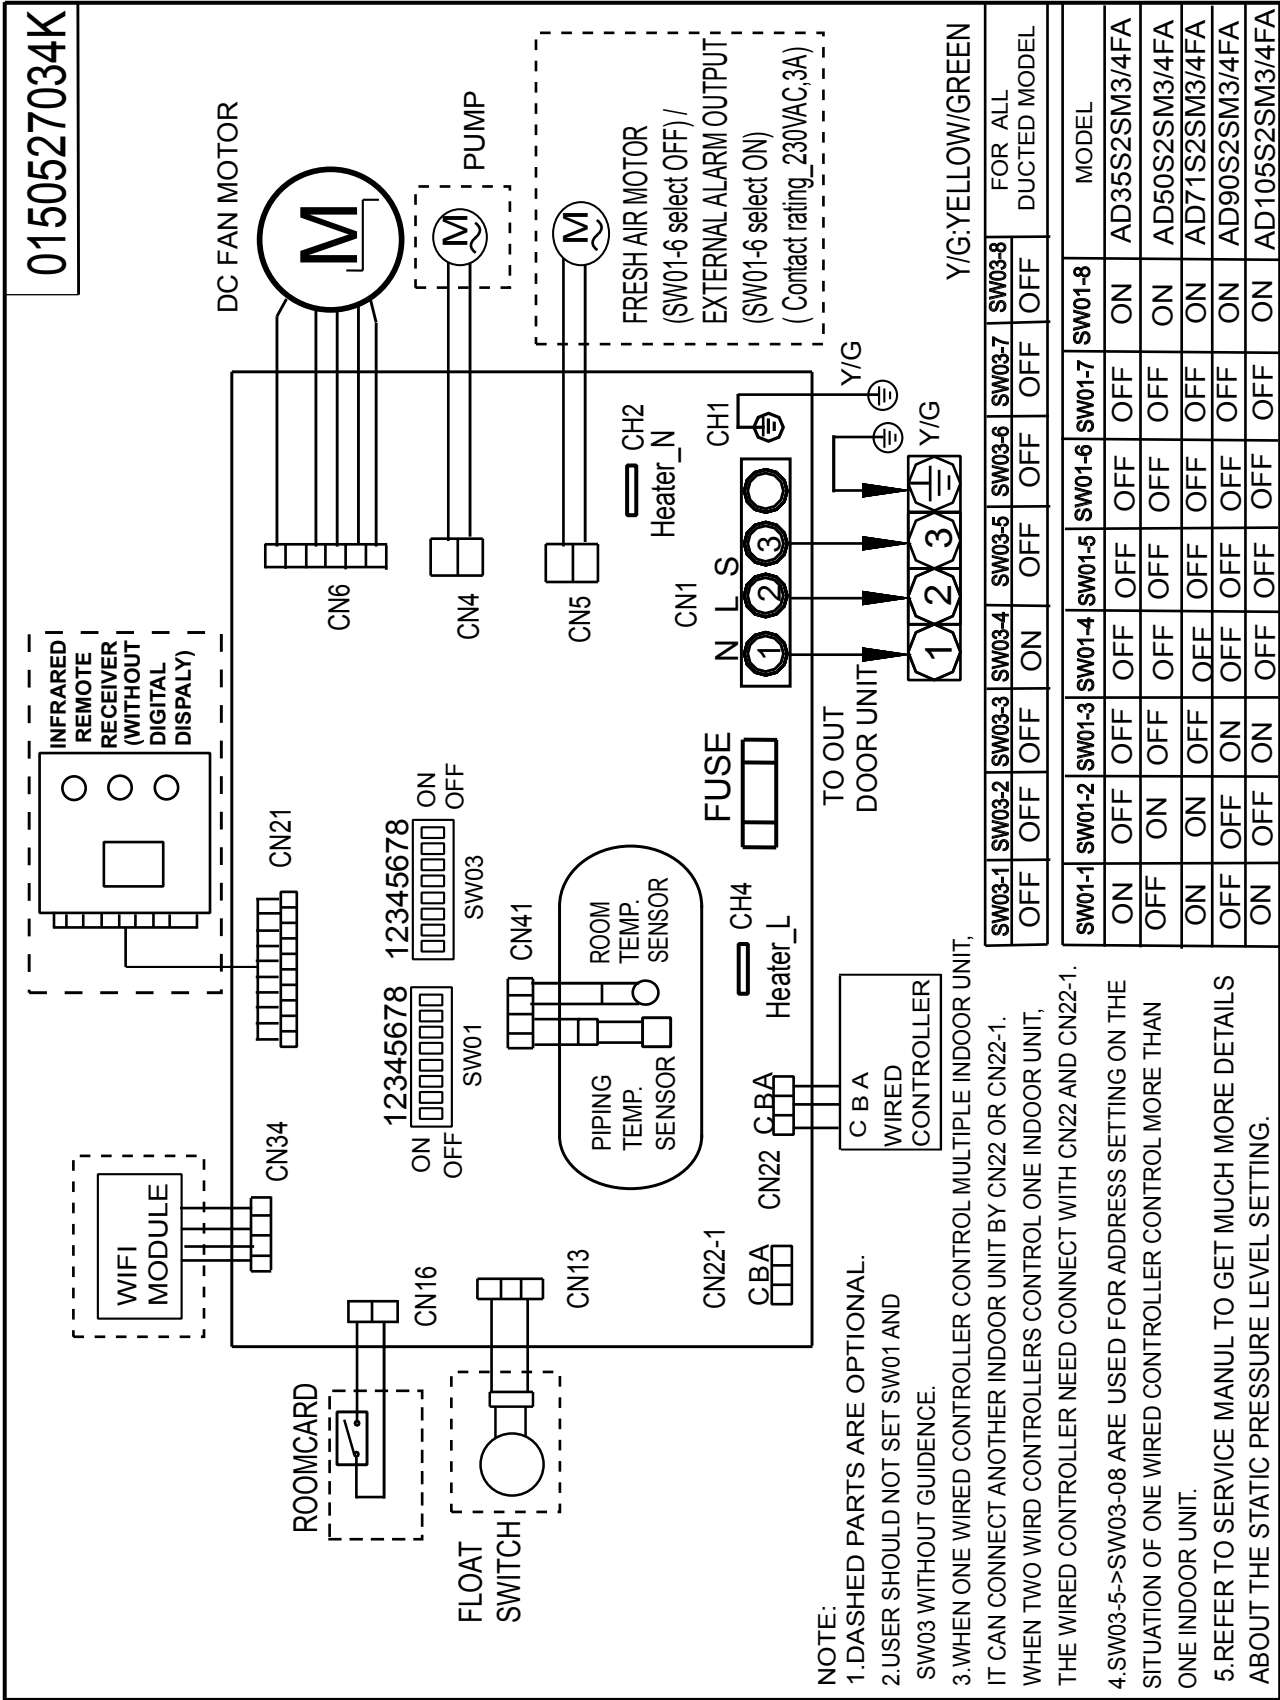 0150527034K
DC FAN MOTOR
M
PUMP
M
M
FRESH AIR MOTOR
(SW01-6 select OFF) /
EXTERNAL ALARM OUTPUT
(SW01-6 select ON)
( Contact rating_230VAC,3A)
INFRARED
REMOTE
RECEIVER
(WITHOUT
DIGITAL
DISPALY)
WIFI
MODULE
CN34
CN21
CN6
CN4
CN5
ROOMCARD
CN16
FLOAT
SWITCH
CN13
12345678
ON
OFF
SW01
12345678
ON
OFF
SW03
CN41
PIPING
TEMP.
SENSOR
ROOM
TEMP.
SENSOR
CN22-1
C B A
CN22
C B A
C B A
WIRED
CONTROLLER
CH4
Heater_L
FUSE
CH2
Heater_N
CN1
N L S
1 2 3
CH1
Y/G
Y/G
TO OUT
DOOR UNIT
1 2 3
Y/G:YELLOW/GREEN
NOTE:
1.DASHED PARTS ARE OPTIONAL.
2.USER SHOULD NOT SET SW01 AND
SW03 WITHOUT GUIDENCE.
3.WHEN ONE WIRED CONTROLLER CONTROL MULTIPLE INDOOR UNIT,
IT CAN CONNECT ANOTHER INDOOR UNIT BY CN22 OR CN22-1.
WHEN TWO WIRD CONTROLLERS CONTROL ONE INDOOR UNIT,
THE WIRED CONTROLLER NEED CONNECT WITH CN22 AND CN22-1.
4.SW03-5->SW03-08 ARE USED FOR ADDRESS SETTING ON THE
SITUATION OF ONE WIRED CONTROLLER CONTROL MORE THAN
ONE INDOOR UNIT.
5.REFER TO SERVICE MANUL TO GET MUCH MORE DETAILS
ABOUT THE STATIC PRESSURE LEVEL SETTING.
SW03-1 SW03-2 SW03-3 SW03-4 SW03-5 SW03-6 SW03-7 SW03-8 FOR ALL
DUCTED MODEL
OFF OFF OFF ON OFF OFF OFF OFF
SW01-1 SW01-2 SW01-3 SW01-4 SW01-5 SW01-6 SW01-7 SW01-8 MODEL
ON OFF OFF OFF OFF OFF OFF ON AD35S2SM3/4FA
OFF ON OFF OFF OFF OFF OFF ON AD50S2SM3/4FA
ON ON OFF OFF OFF OFF OFF ON AD71S2SM3/4FA
OFF OFF ON OFF OFF OFF OFF ON AD90S2SM3/4FA
ON OFF ON OFF OFF OFF OFF ON AD105S2SM3/4FA